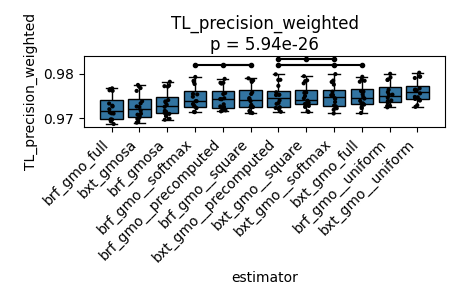 TL_precision_weighted
p = 5.94e-26
TL_precision_weighted
0.98
0.97
brf_gmo_full
bxt_gmosa
brf_gmosa
brf_gmo__softmax
brf_gmo__precomputed
brf_gmo__square
bxt_gmo__precomputed
bxt_gmo__square
bxt_gmo__softmax
bxt_gmo_full
brf_gmo__uniform
bxt_gmo__uniform
estimator